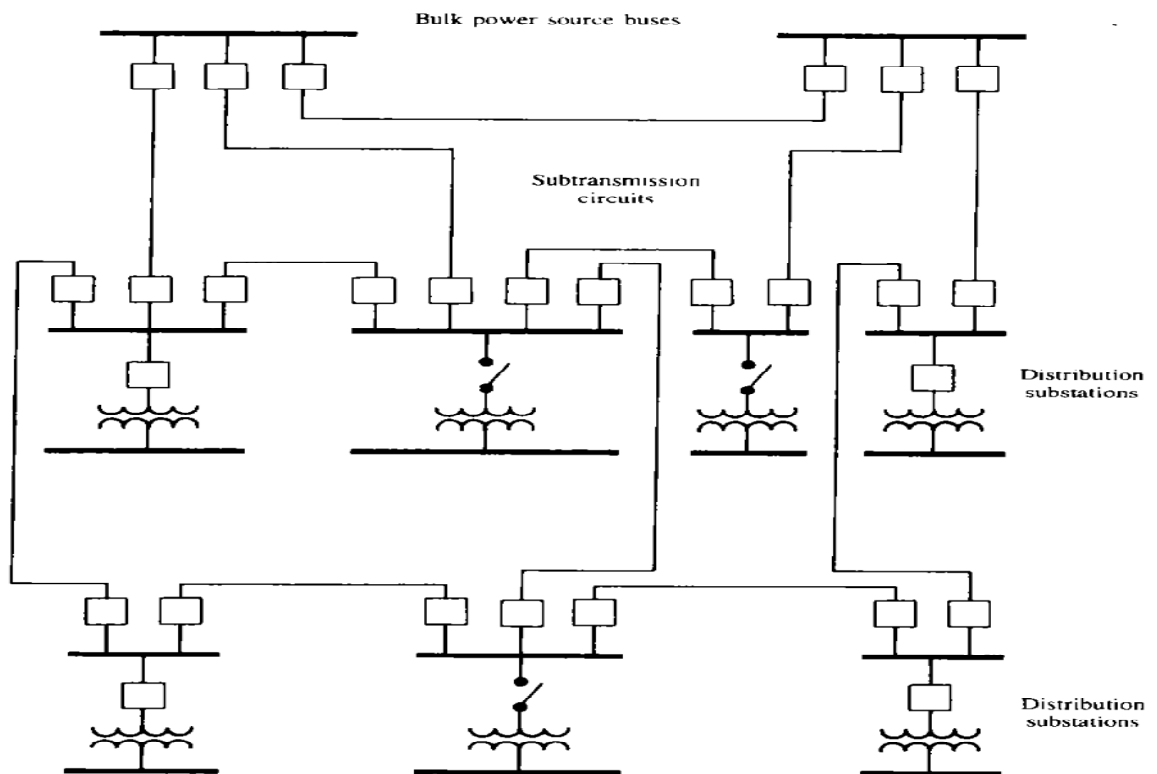 Bulk power source buses
Subtransmission
circuits
Distribution
substations
Distribution
substations